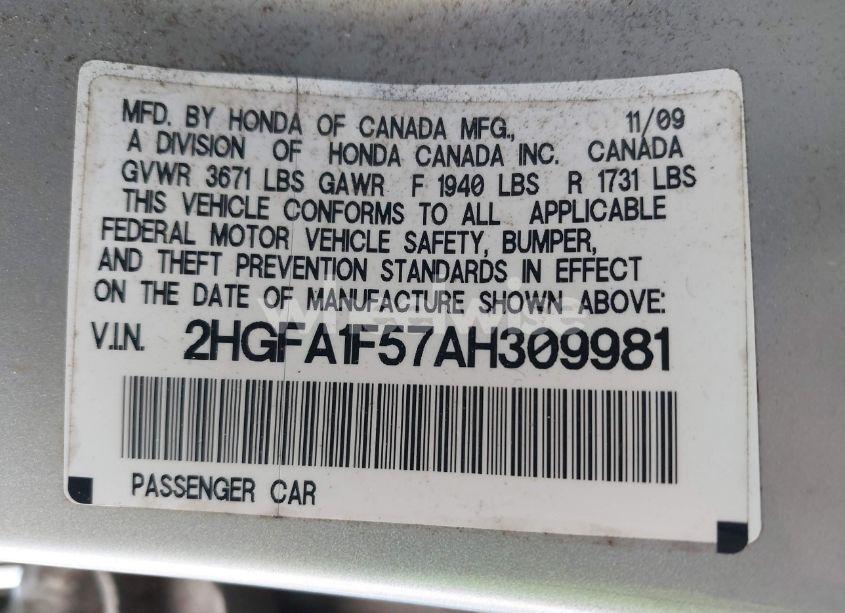 MFD. BY HONDA OF CANADA MFG., 11/09
A DIVISION OF HONDA CANADA INC. CANADA
GVWR 3671 LBS GAWR F 1940 LBS R 1731 LBS
THIS VEHICLE CONFORMS TO ALL APPLICABLE
FEDERAL MOTOR VEHICLE SAFETY, BUMPER,
AND THEFT PREVENTION STANDARDS IN EFFECT
ON THE DATE OF MANUFACTURE SHOWN ABOVE:
V.I.N. 2HGFA1F57AH309981
PASSENGER CAR